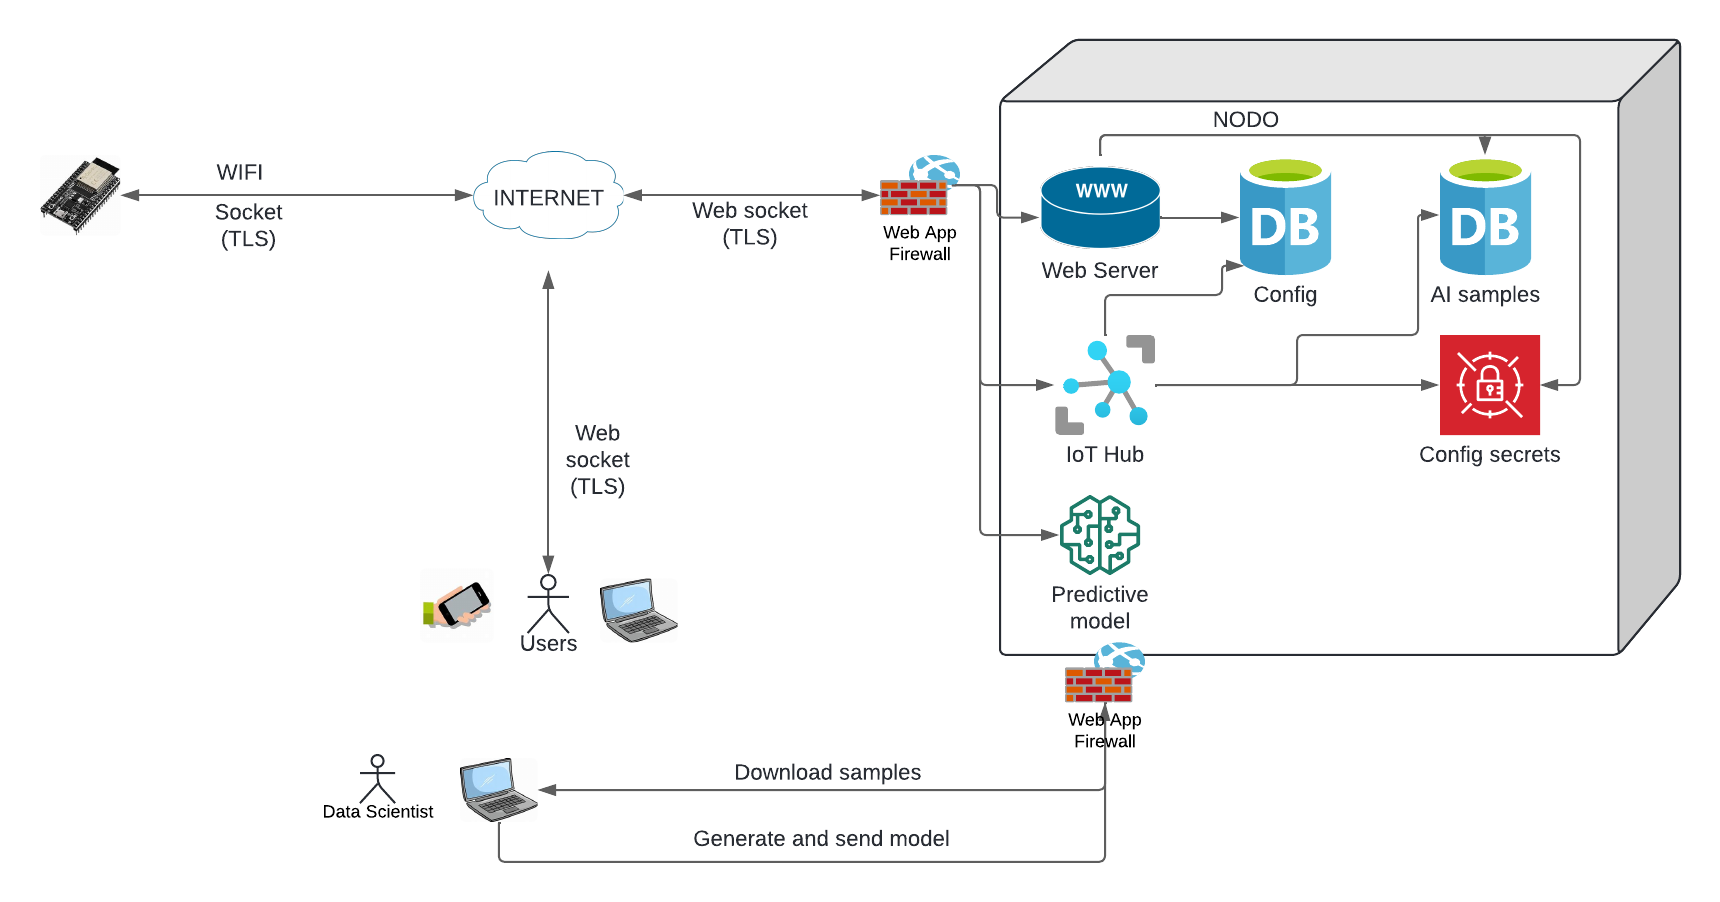 NODO
WIFI
Socket
(TLS)
INTERNET
Web socket
(TLS)
Web App
Firewall
www
Web Server
DB
Config
DB
AI samples
IoT Hub
Config secrets
Web
socket
(TLS)
Users
Predictive
model
Web App
Firewall
Data Scientist
Download samples
Generate and send model